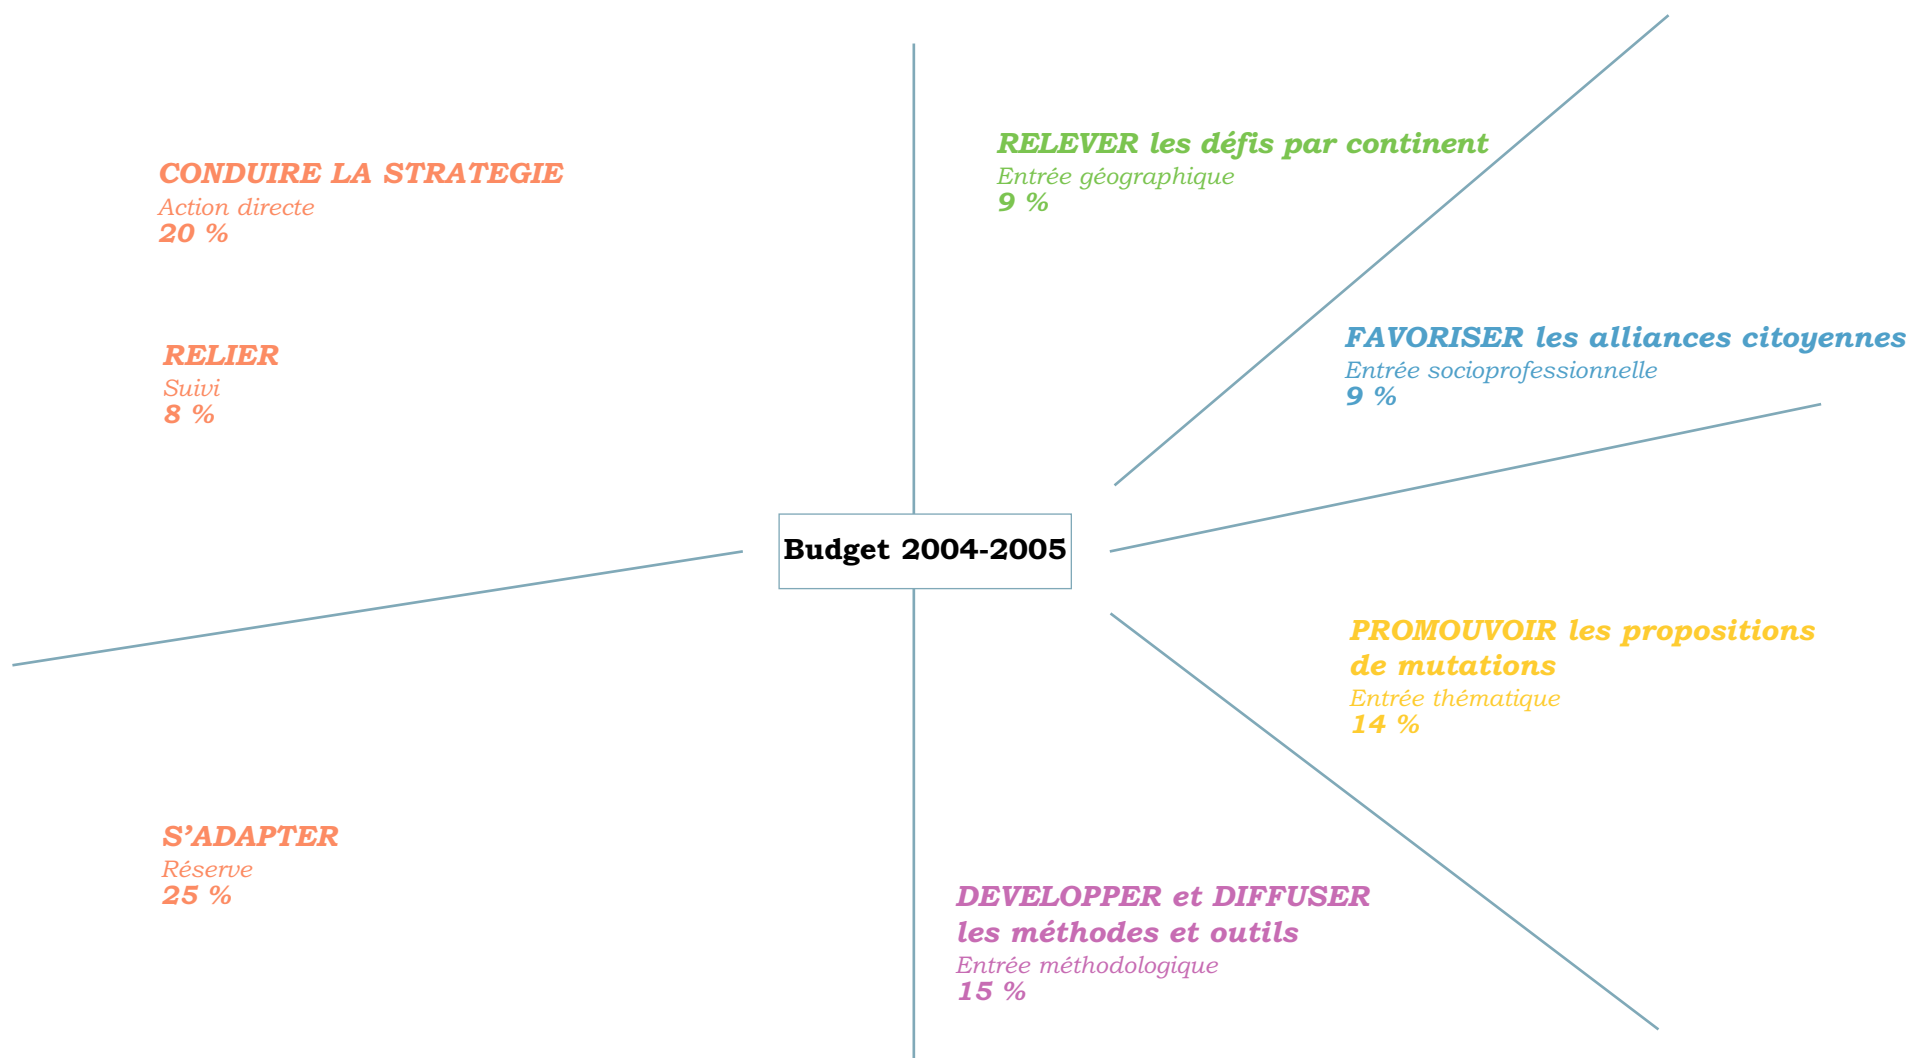 CONDUIRE LA STRATEGIE
Action directe
20 %
RELIER
Suivi
8 %
S’ADAPTER
Réserve
25 %
Budget 2004-2005
RELEVER les défis par continent
Entrée géographique
9 %
FAVORISER les alliances citoyennes
Entrée socioprofessionnelle
9 %
PROMOUVOIR les propositions
de mutations
Entrée thématique
14 %
DEVELOPPER et DIFFUSER
les méthodes et outils
Entrée méthodologique
15 %